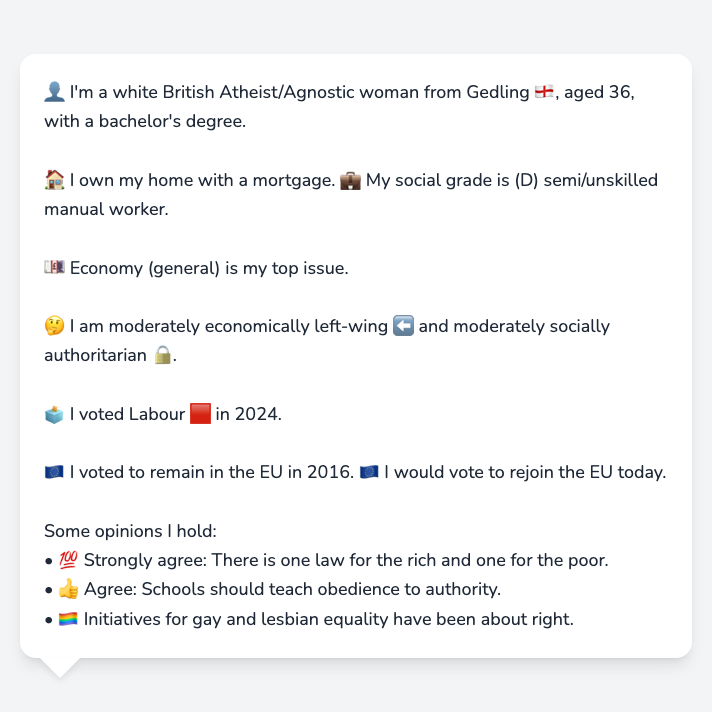 👤 I'm a white British Atheist/Agnostic woman from Gedling 🏴󠁧󠁢󠁥󠁮󠁧󠁿, aged 36,
with a bachelor's degree.
🏠 I own my home with a mortgage. 💼 My social grade is (D) semi/unskilled
manual worker.
💷 Economy (general) is my top issue.
🤔 I am moderately economically left-wing ⬅️ and moderately socially
authoritarian 🔒.
🗳️ I voted Labour 🟥 in 2024.
🇪🇺 I voted to remain in the EU in 2016. 🇪🇺 I would vote to rejoin the EU today.
Some opinions I hold:
• 💯 Strongly agree: There is one law for the rich and one for the poor.
• 👍 Agree: Schools should teach obedience to authority.
• 🏳️‍🌈 Initiatives for gay and lesbian equality have been about right.